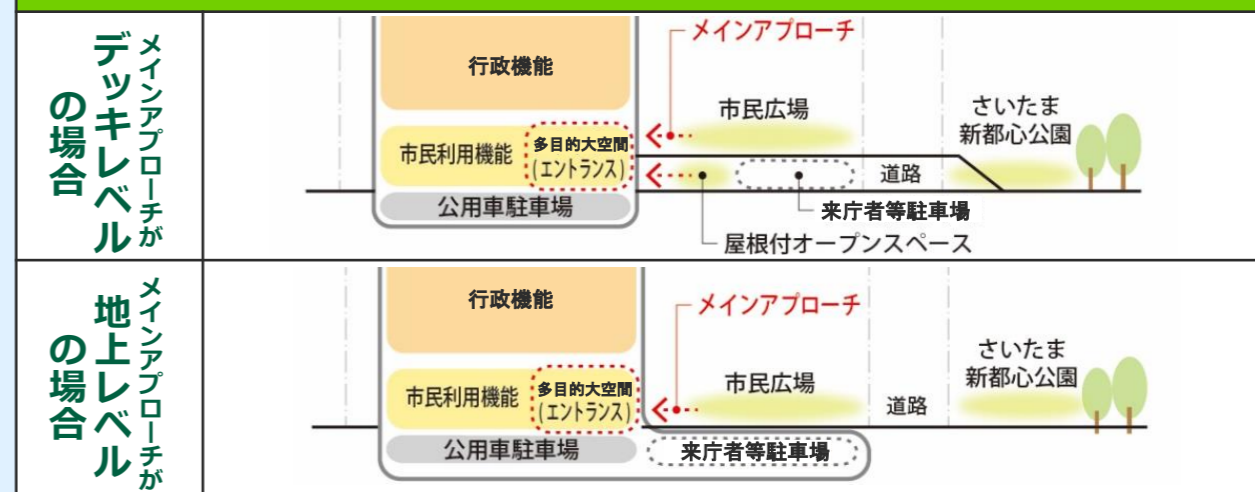 メインアプローチが
デッキレベル
の場合
行政機能
メインアプローチ
市民広場
さいたま
新都心公園
市民利用機能
多目的大空間
(エントランス)
道路
公用車駐車場
来庁者等駐車場
屋根付オープンスペース
メインアプローチが
地上レベル
の場合
行政機能
メインアプローチ
さいたま
新都心公園
市民広場
市民利用機能
多目的大空間
(エントランス)
道路
公用車駐車場
来庁者等駐車場